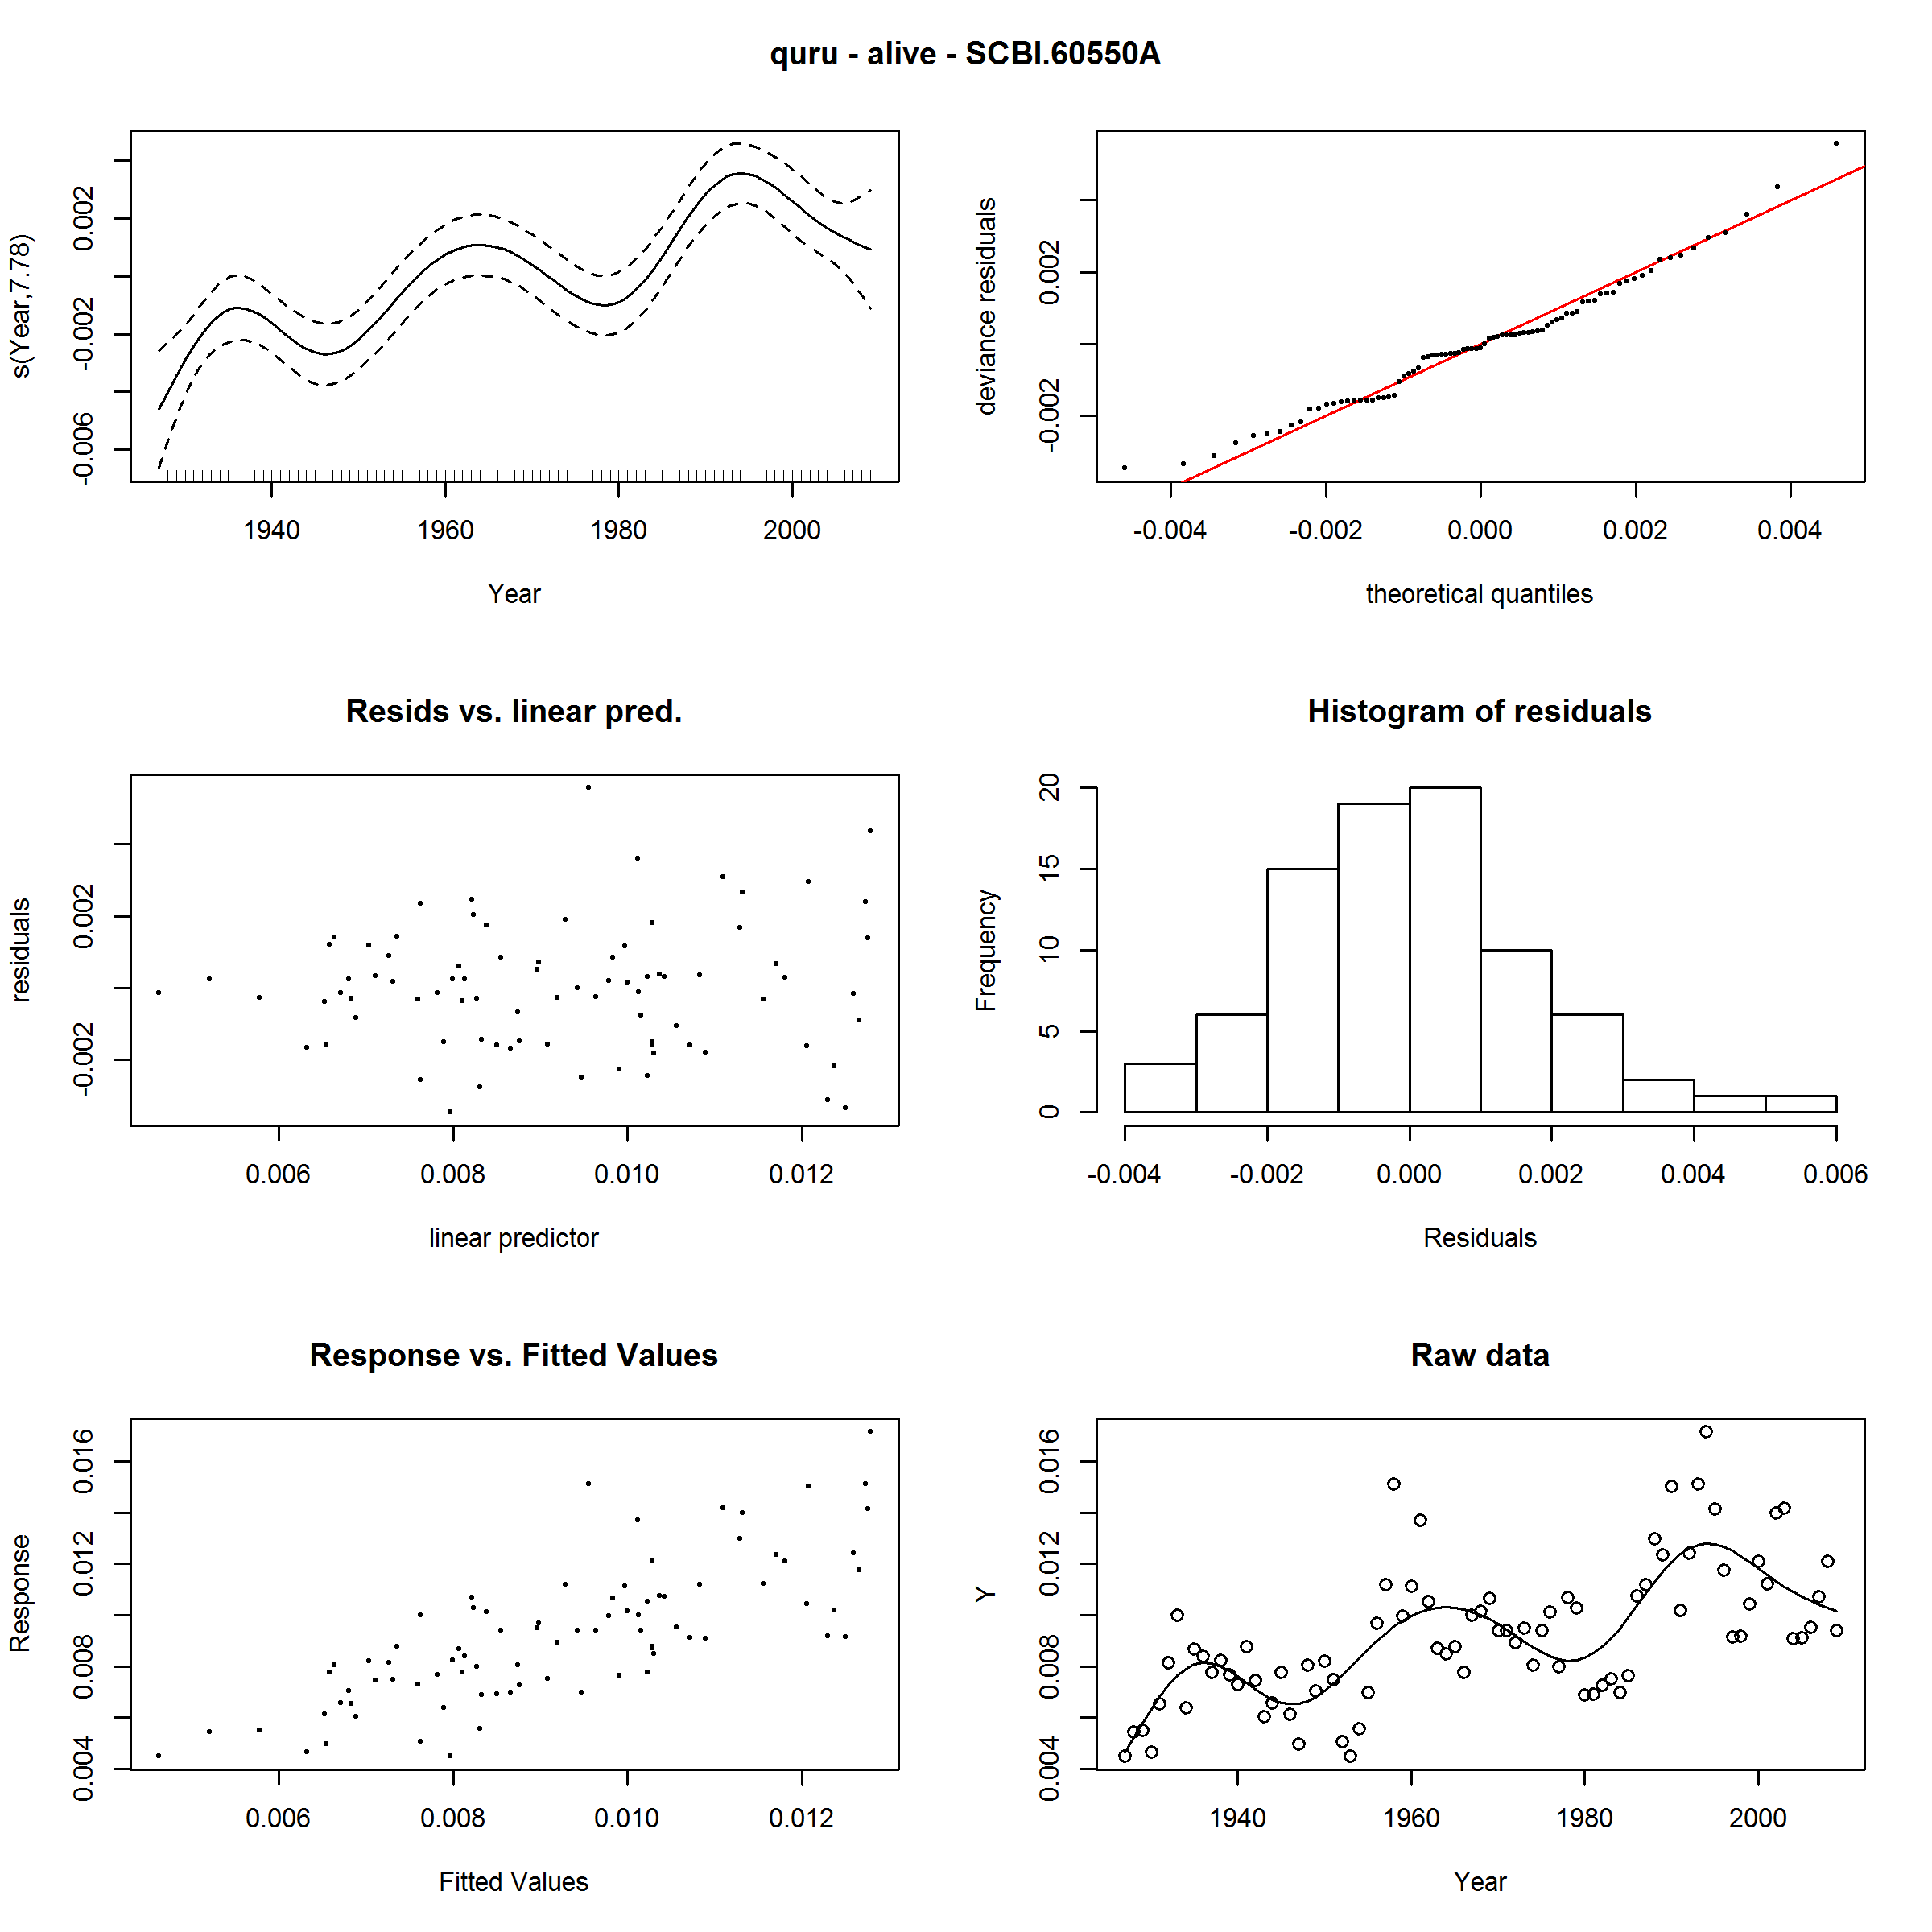 quru - alive - SCBI.60550A
s(Year,7.78)
-0.006 -0.002 0.002
1940 1960 1980 2000
Year
deviance residuals
-0.002 0.002
-0.004 -0.002 0.000 0.002 0.004
theoretical quantiles
Resids vs. linear pred.
residuals
-0.002 0.002
0.006 0.008 0.010 0.012
linear predictor
Histogram of residuals
Frequency
0 5 10 15 20
-0.004 -0.002 0.000 0.002 0.004 0.006
Residuals
Response vs. Fitted Values
Response
0.004 0.008 0.012 0.016
0.006 0.008 0.010 0.012
Fitted Values
Raw data
Y
0.004 0.008 0.012 0.016
1940 1960 1980 2000
Year